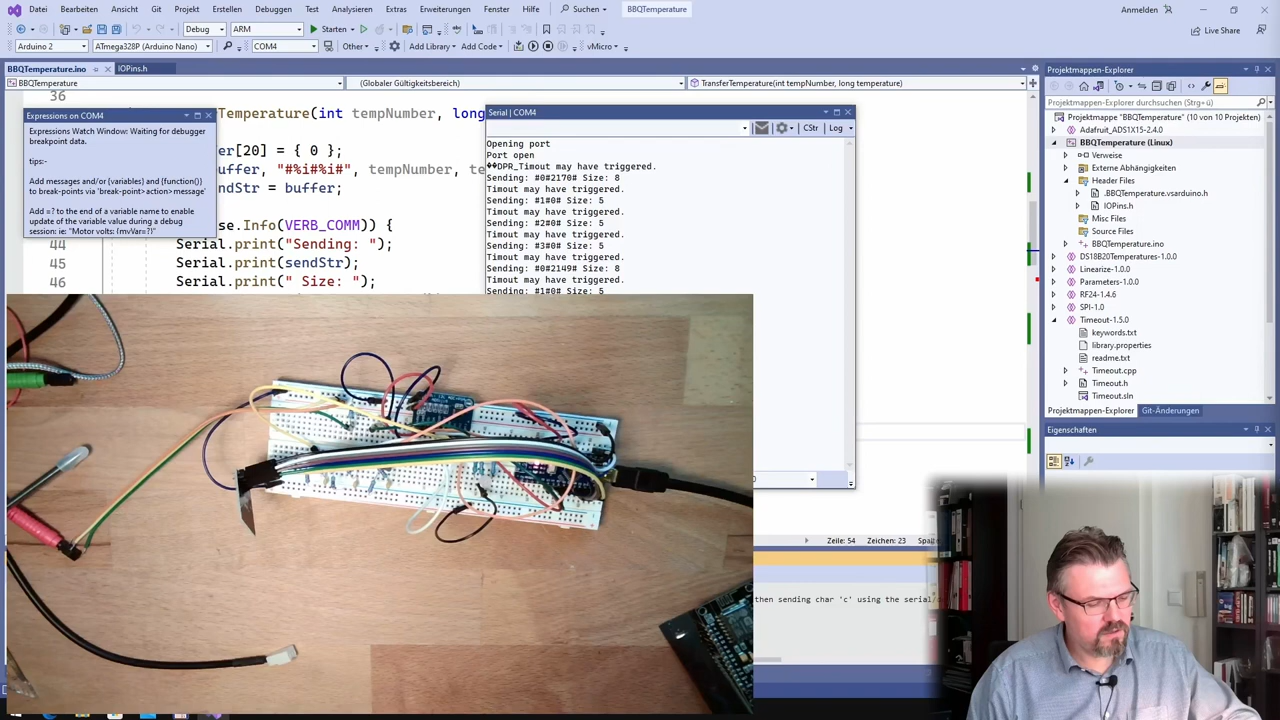 Datei Bearbeiten Ansicht Git Projekt Erstellen Debuggen Test Analysieren Extras Erweiterungen Fenster Hilfe Suchen BBQTemperature Anmelden
Debug ARM Starten Live Share
Arduino 2 ATmega328P (Arduino Nano) COM4 Other Add Library Add Code vMicro
BBQTemperature.ino IOPins.h
BBQTemperature (Globaler Gültigkeitsbereich) TransferTemperature(int tempNumber, long temperature)
36
Temperature(int tempNumber, long
er[20] = { 0 };
uffer, "#%i#%i#", tempNumber, te
ndStr = buffer;
se.Info(VERB_COMM)) {
44 Serial.print("Sending: ");
45 Serial.print(sendStr);
46 Serial.print(" Size: ");
Expressions on COM4
Expressions Watch Window: Waiting for debugger
breakpoint data.
tips:-
Add messages and/or {variables} and {function()}
to break-points via 'break-point>action>message'
Add =? to the end of a variable name to enable
update of the variable value during a debug
session: ie: "Motor volts: {mvVar=?}"
Serial | COM4
CStr Log
Opening port
Port open
��DPR_Timout may have triggered.
Sending: #0#2170# Size: 8
Timout may have triggered.
Sending: #1#0# Size: 5
Timout may have triggered.
Sending: #2#0# Size: 5
Timout may have triggered.
Sending: #3#0# Size: 5
Timout may have triggered.
Sending: #0#2149# Size: 8
Timout may have triggered.
Sending: #1#0# Size: 5
Projektmappen-Explorer
Projektmappen-Explorer durchsuchen (Strg+ü)
Projektmappe "BBQTemperature" (10 von 10 Projekten)
Adafruit_ADS1X15-2.4.0
BBQTemperature (Linux)
Verweise
Externe Abhängigkeiten
Header Files
.BBQTemperature.vsarduino.h
IOPins.h
Misc Files
Source Files
BBQTemperature.ino
DS18B20Temperatures-1.0.0
Linearize-1.0.0
Parameters-1.0.0
RF24-1.4.6
SPI-1.0
Timeout-1.5.0
keywords.txt
library.properties
readme.txt
Timeout.cpp
Timeout.h
Timeout.sln
Projektmappen-Explorer Git-Änderungen
Eigenschaften
Zeile: 54 Zeichen: 23
then sending char 'c' using the serial/